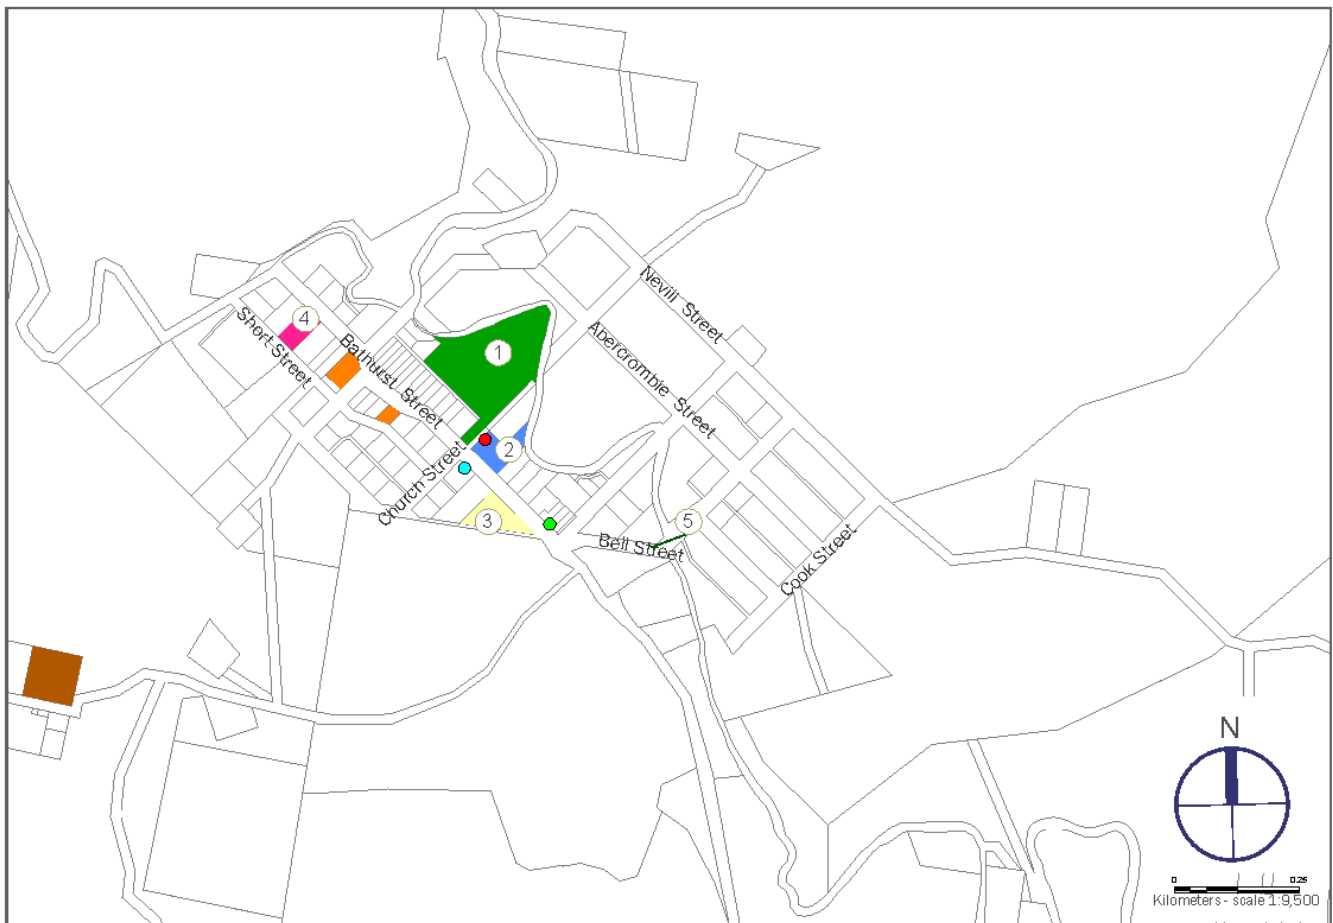 Nevill Street
4
Short Street
Abercrombie Street
Bathurst Street
1
2
Church Street
3
5
Bell Street
Cook Street
N
0 0.25
Kilometers - scale 1:9,500